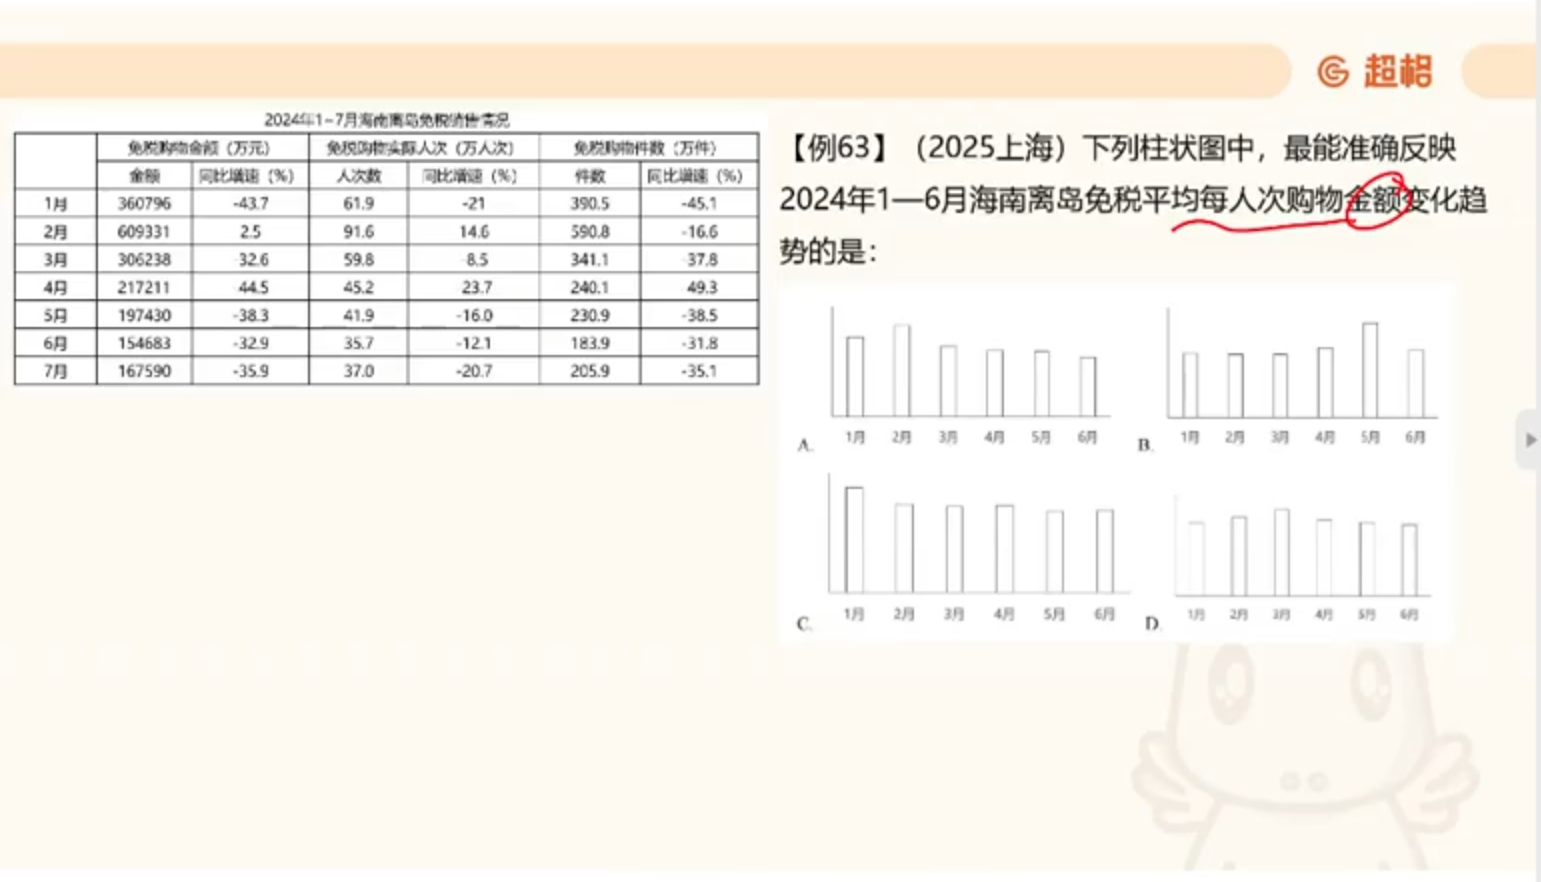 超格
2024年1-7月海南离岛免税销售情况
免税购物金额（万元） 免税购物实际人次（万人次） 免税购物件数（万件）
金额 同比增速（%） 人次数 同比增速（%） 件数 同比增速（%）
1月 360796 -43.7 61.9 -21 390.5 -45.1
2月 609331 2.5 91.6 14.6 590.8 -16.6
3月 306238 -32.6 59.8 -8.5 341.1 -37.8
4月 217211 -44.5 45.2 23.7 240.1 49.3
5月 197430 -38.3 41.9 -16.0 230.9 -38.5
6月 154683 -32.9 35.7 -12.1 183.9 -31.8
7月 167590 -35.9 37.0 -20.7 205.9 -35.1
【例63】（2025上海）下列柱状图中，最能准确反映
2024年1—6月海南离岛免税平均每人次购物金额变化趋
势的是：
1月 2月 3月 4月 5月 6月
A.
1月 2月 3月 4月 5月 6月
B.
1月 2月 3月 4月 5月 6月
C.
1月 2月 3月 4月 5月 6月
D.